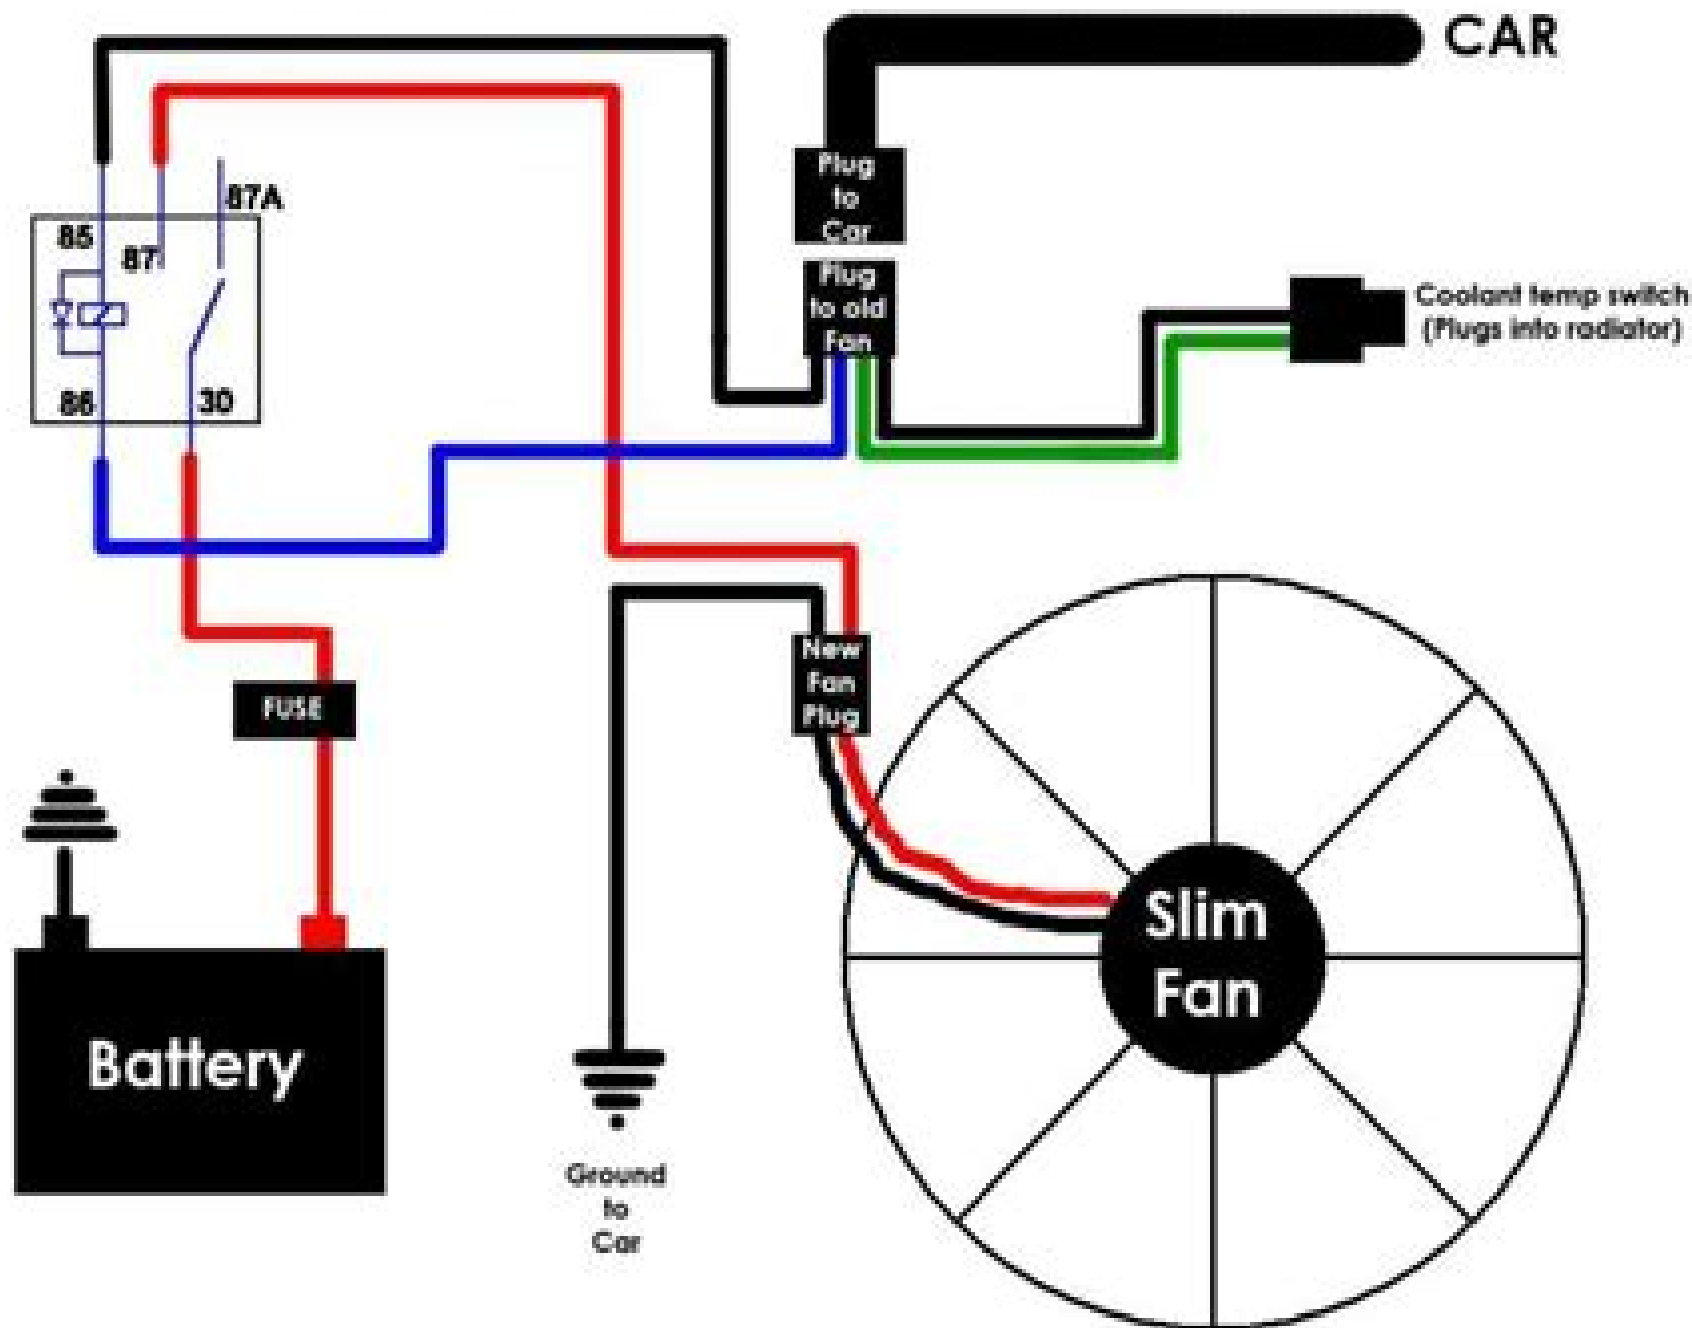 CAR
Plug
to
Car
87A
85
87
Plug
to old
Fan
Coolant temp switch
(Plugs into radiator)
86
30
New
Fan
Plug
FUSE
Slim
Fan
Battery
Ground
to
Car